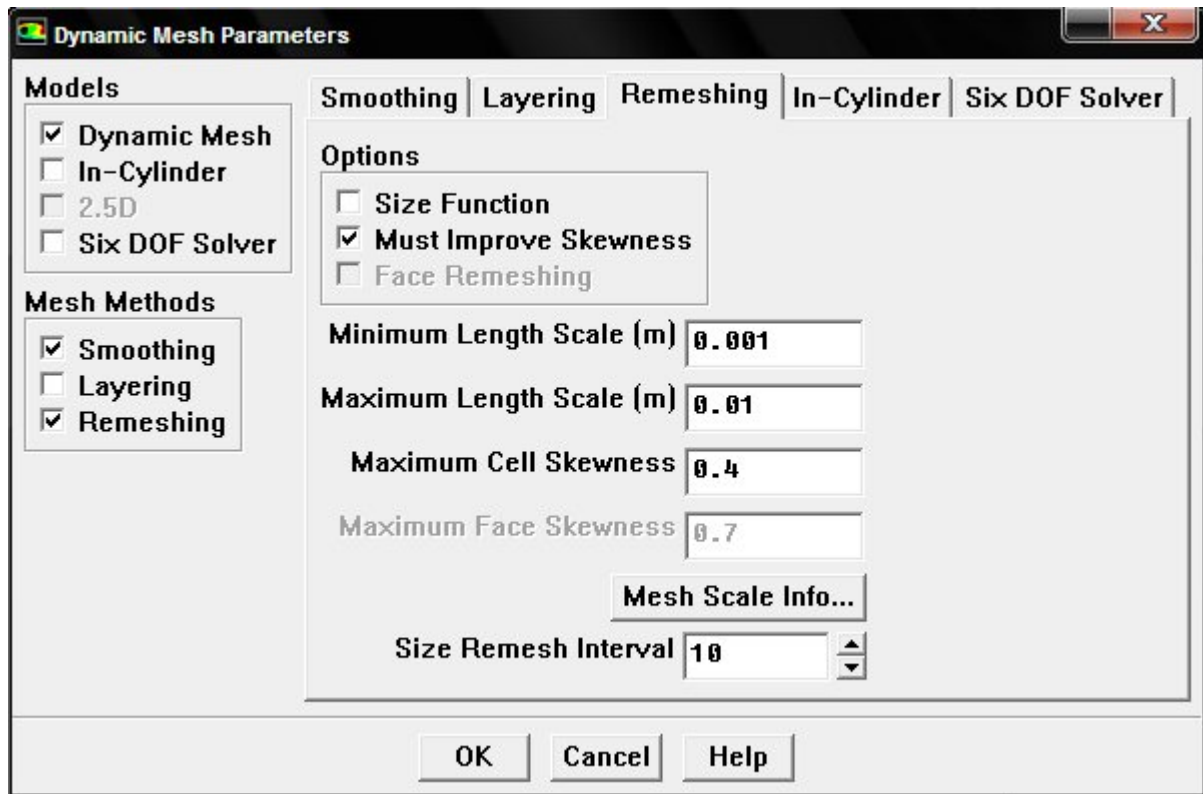 Dynamic Mesh Parameters
Models
Dynamic Mesh
In-Cylinder
2.5D
Six DOF Solver
Mesh Methods
Smoothing
Layering
Remeshing
Smoothing Layering Remeshing In-Cylinder Six DOF Solver
Options
Size Function
Must Improve Skewness
Face Remeshing
Minimum Length Scale (m) 0.001
Maximum Length Scale (m) 0.01
Maximum Cell Skewness 0.4
Maximum Face Skewness 0.7
Mesh Scale Info...
Size Remesh Interval 10
OK Cancel Help